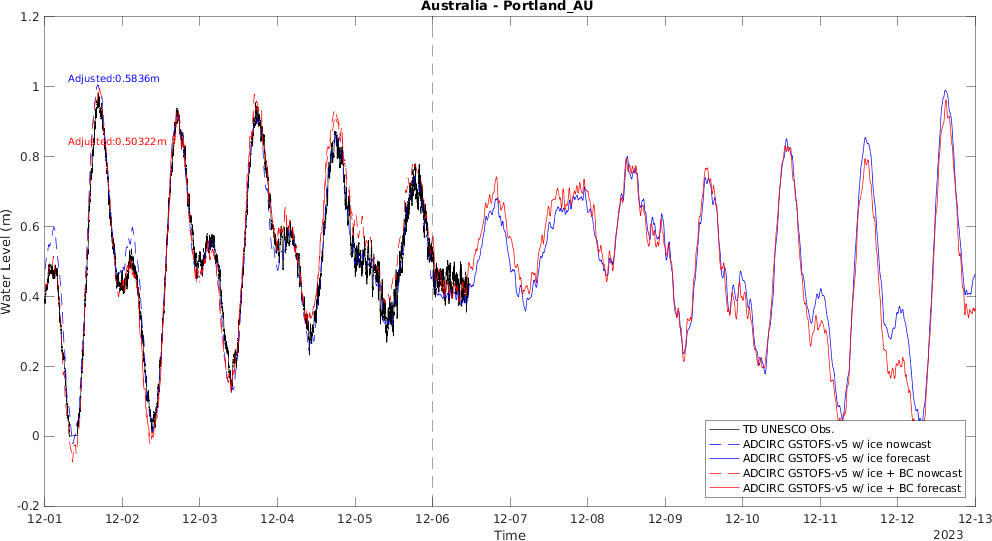 Australia - Portland_AU
1.2
1
0.8
0.6
0.4
0.2
0
-0.2
Water Level (m)
Adjusted:0.5836m
Adjusted:0.50322m
TD UNESCO Obs.
ADCIRC GSTOFS-v5 w/ ice nowcast
ADCIRC GSTOFS-v5 w/ ice forecast
ADCIRC GSTOFS-v5 w/ ice + BC nowcast
ADCIRC GSTOFS-v5 w/ ice + BC forecast
12-01 12-02 12-03 12-04 12-05 12-06 12-07 12-08 12-09 12-10 12-11 12-12 12-13
Time
2023